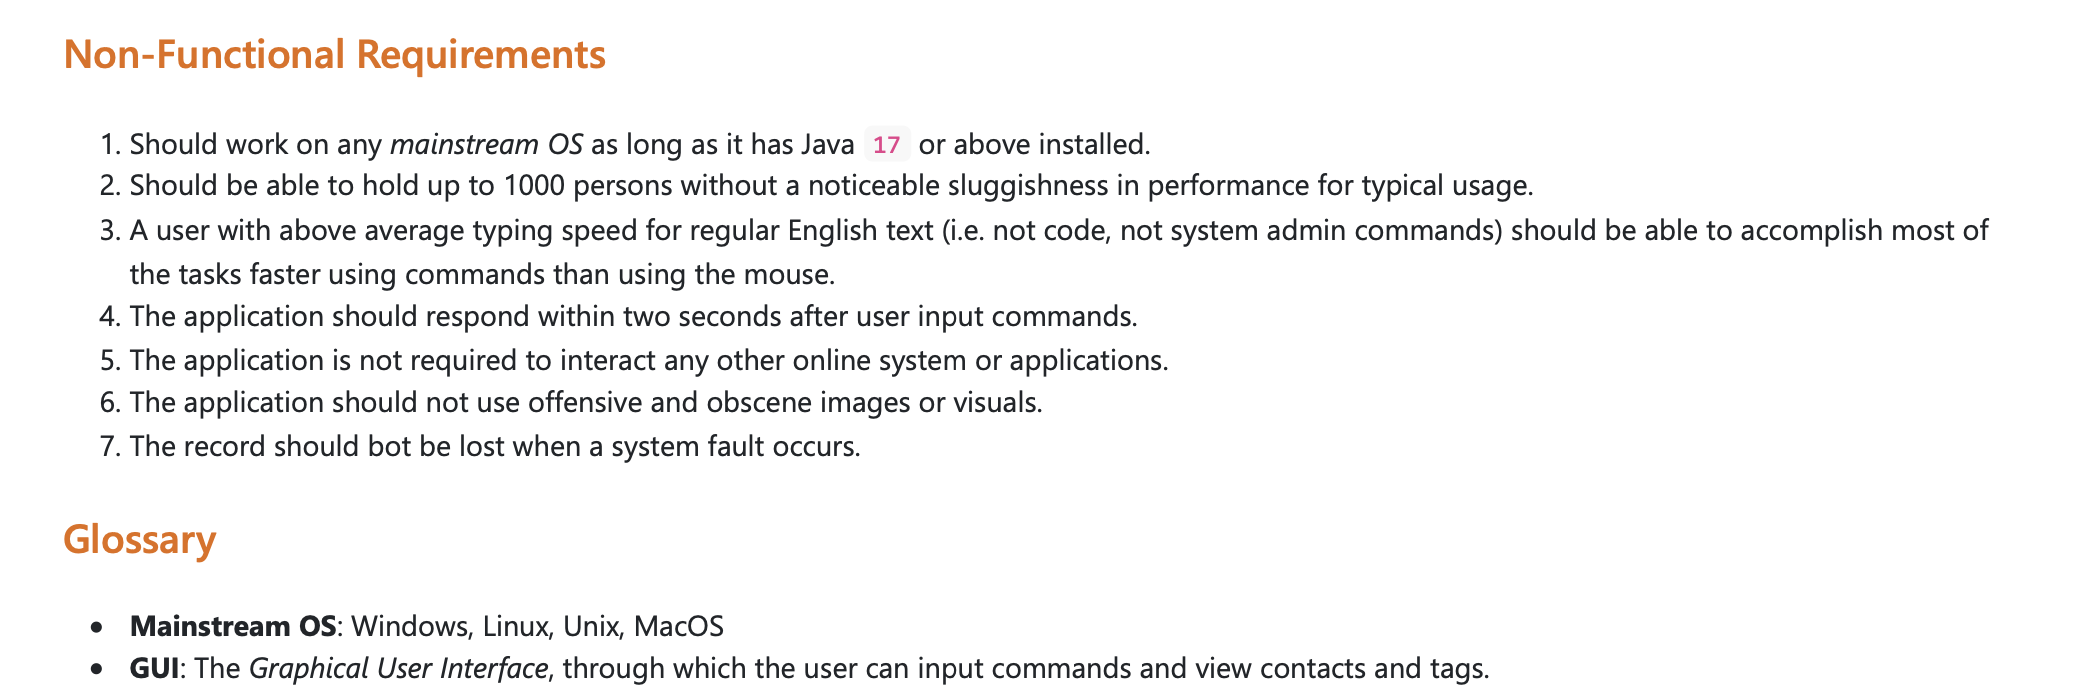 Non-Functional Requirements
1. Should work on any mainstream OS as long as it has Java 17 or above installed.
2. Should be able to hold up to 1000 persons without a noticeable sluggishness in performance for typical usage.
3. A user with above average typing speed for regular English text (i.e. not code, not system admin commands) should be able to accomplish most of
the tasks faster using commands than using the mouse.
4. The application should respond within two seconds after user input commands.
5. The application is not required to interact any other online system or applications.
6. The application should not use offensive and obscene images or visuals.
7. The record should bot be lost when a system fault occurs.
Glossary
• Mainstream OS: Windows, Linux, Unix, MacOS
• GUI: The Graphical User Interface, through which the user can input commands and view contacts and tags.